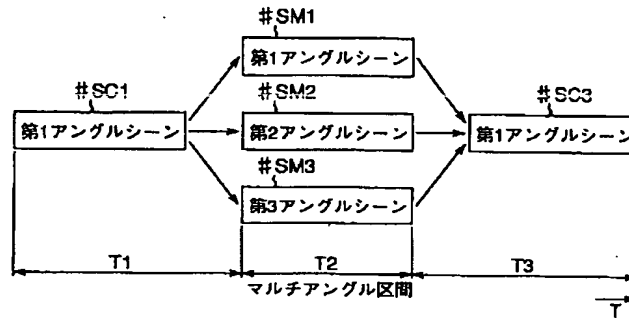 #SM1
第1アングルシーン
#SC1
第1アングルシーン
#SM2
第2アングルシーン
#SC3
第1アングルシーン
#SM3
第3アングルシーン
T1
T2
T3
マルチアングル区間
T